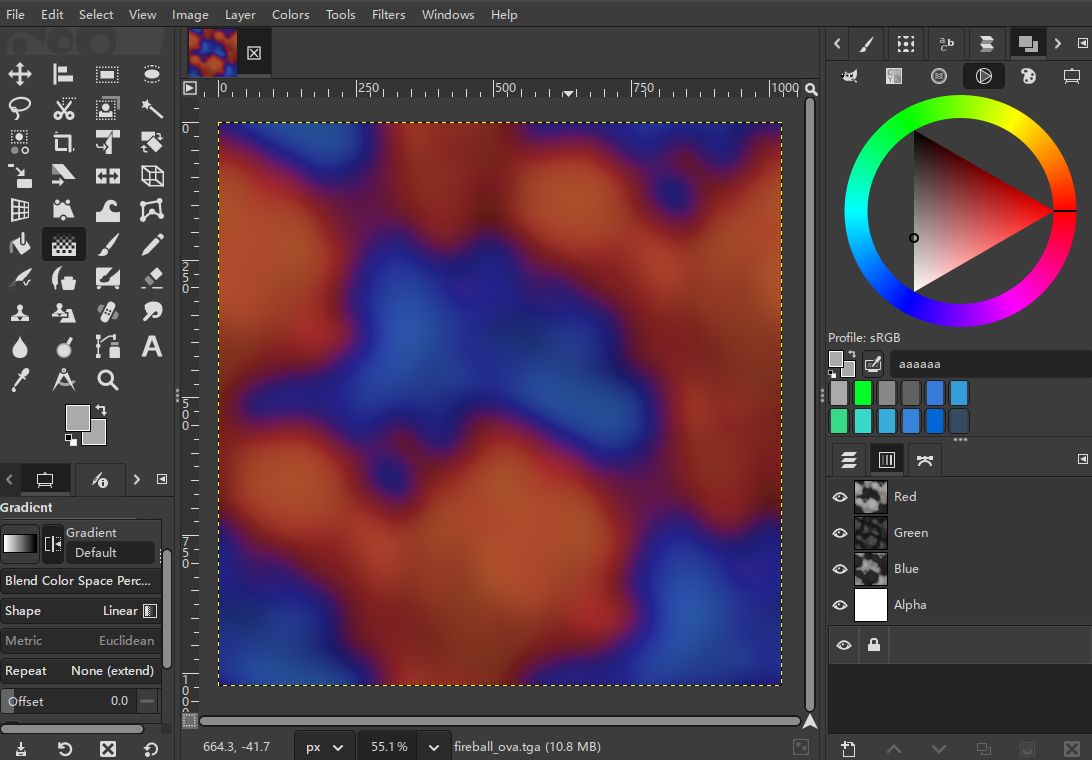 File Edit Select View Image Layer Colors Tools Filters Windows Help
0 250 500 750 1000
0
250
500
750
1000
Profile: sRGB
aaaaaa
Gradient
Gradient
Default
Blend Color Space Perc...
Shape Linear
Metric Euclidean
Repeat None (extend)
Offset 0.0
Red
Green
Blue
Alpha
664.3, -41.7 px 55.1% fireball_ova.tga (10.8 MB)